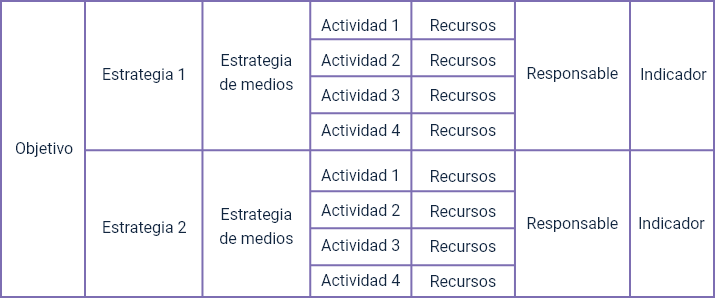 Objetivo
Estrategia 1
Estrategia
de medios
Actividad 1
Recursos
Actividad 2
Recursos
Actividad 3
Recursos
Actividad 4
Recursos
Responsable
Indicador
Estrategia 2
Estrategia
de medios
Actividad 1
Recursos
Actividad 2
Recursos
Actividad 3
Recursos
Actividad 4
Recursos
Responsable
Indicador